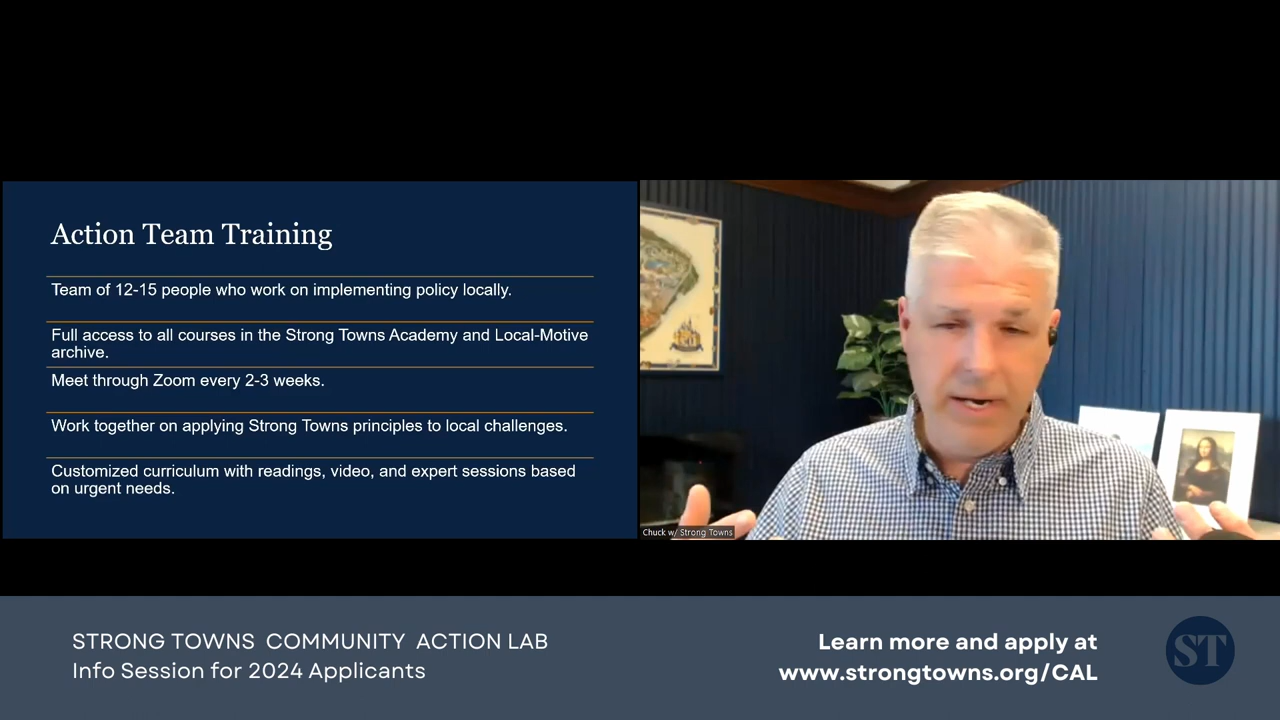 Action Team Training
Team of 12-15 people who work on implementing policy locally.
Full access to all courses in the Strong Towns Academy and Local-Motive
archive.
Meet through Zoom every 2-3 weeks.
Work together on applying Strong Towns principles to local challenges.
Customized curriculum with readings, video, and expert sessions based
on urgent needs.
Chuck w/ Strong Towns
STRONG TOWNS COMMUNITY ACTION LAB
Info Session for 2024 Applicants
Learn more and apply at
www.strongtowns.org/CAL
ST